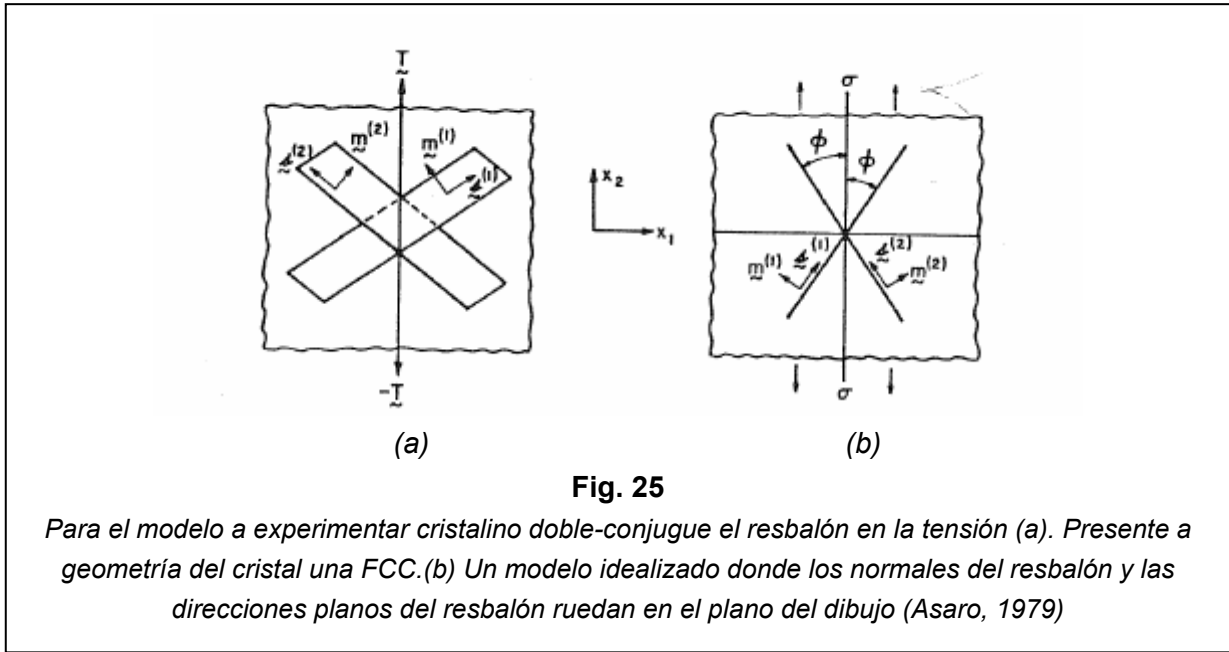 T
σ
ϕ ϕ
s⁽²⁾ m⁽²⁾ m⁽¹⁾ s⁽¹⁾
x₂
x₁
m⁽¹⁾ s⁽¹⁾ s⁽²⁾ m⁽²⁾
-T
σ
(a) (b)
Fig. 25
Para el modelo a experimentar cristalino doble-conjugue el resbalón en la tensión (a). Presente a
geometría del cristal una FCC.(b) Un modelo idealizado donde los normales del resbalón y las
direcciones planos del resbalón ruedan en el plano del dibujo (Asaro, 1979)